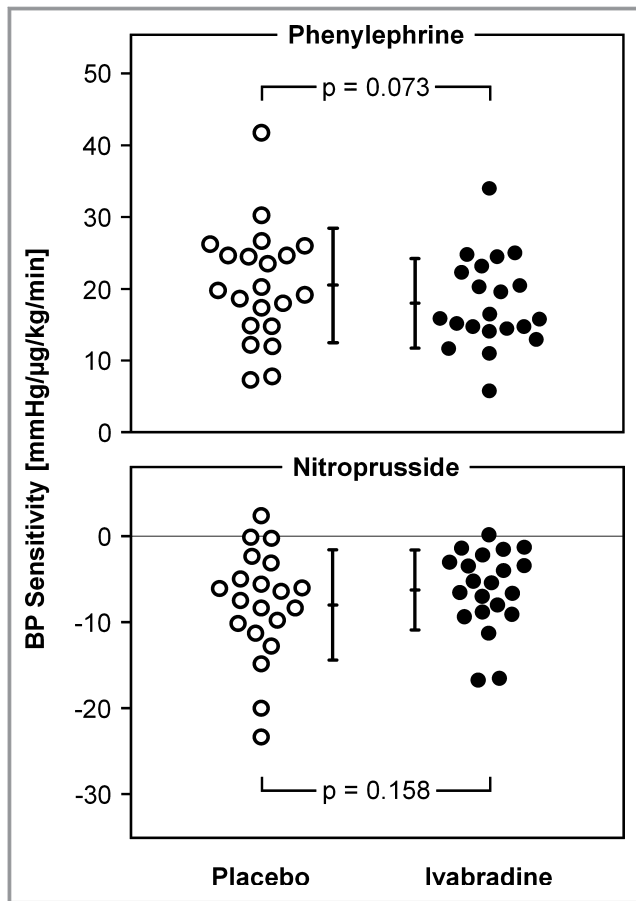 Phenylephrine
p = 0.073
50
40
30
20
10
0
BP Sensitivity [mmHg/µg/kg/min]
Nitroprusside
0
-10
-20
-30
p = 0.158
Placebo
Ivabradine